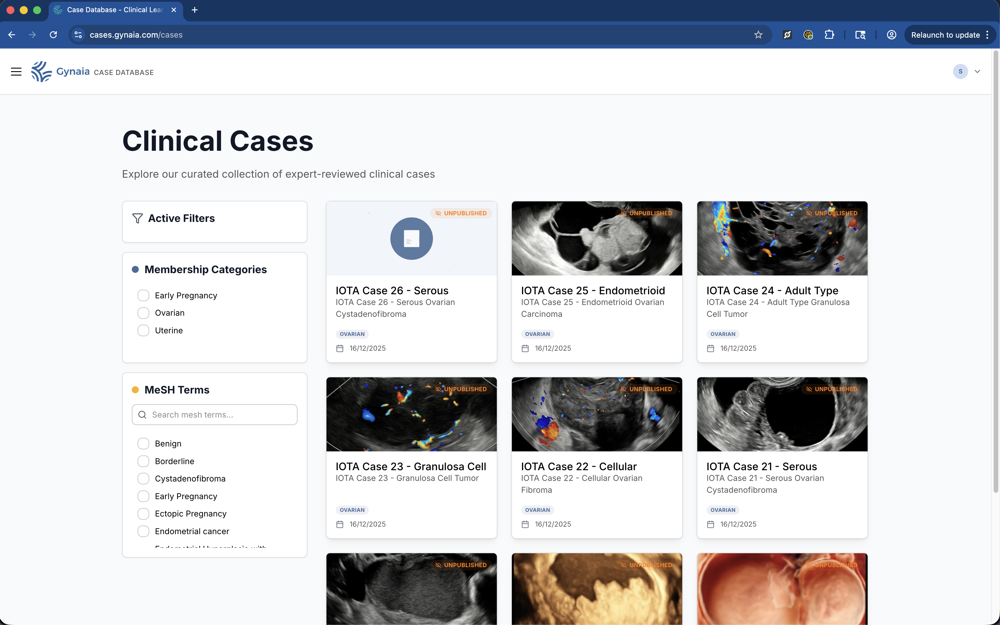 Case Database - Clinical Lear
cases.gynaia.com/cases
Relaunch to update
Gynaia CASE DATABASE
S
Clinical Cases
Explore our curated collection of expert-reviewed clinical cases
Active Filters
Membership Categories
Early Pregnancy
Ovarian
Uterine
MeSH Terms
Search mesh terms...
Benign
Borderline
Cystadenofibroma
Early Pregnancy
Ectopic Pregnancy
Endometrial cancer
Endometrial Hyperplasia with
UNPUBLISHED
IOTA Case 26 - Serous
IOTA Case 26 - Serous Ovarian
Cystadenofibroma
OVARIAN
16/12/2025
UNPUBLISHED
IOTA Case 25 - Endometrioid
IOTA Case 25 - Endometrioid Ovarian
Carcinoma
OVARIAN
16/12/2025
UNPUBLISHED
IOTA Case 24 - Adult Type
IOTA Case 24 - Adult Type Granulosa
Cell Tumor
OVARIAN
16/12/2025
UNPUBLISHED
IOTA Case 23 - Granulosa Cell
IOTA Case 23 - Granulosa Cell Tumor
OVARIAN
16/12/2025
UNPUBLISHED
IOTA Case 22 - Cellular
IOTA Case 22 - Cellular Ovarian
Fibroma
OVARIAN
16/12/2025
UNPUBLISHED
IOTA Case 21 - Serous
IOTA Case 21 - Serous Ovarian
Cystadenofibroma
OVARIAN
16/12/2025
UNPUBLISHED
UNPUBLISHED
UNPUBLISHED